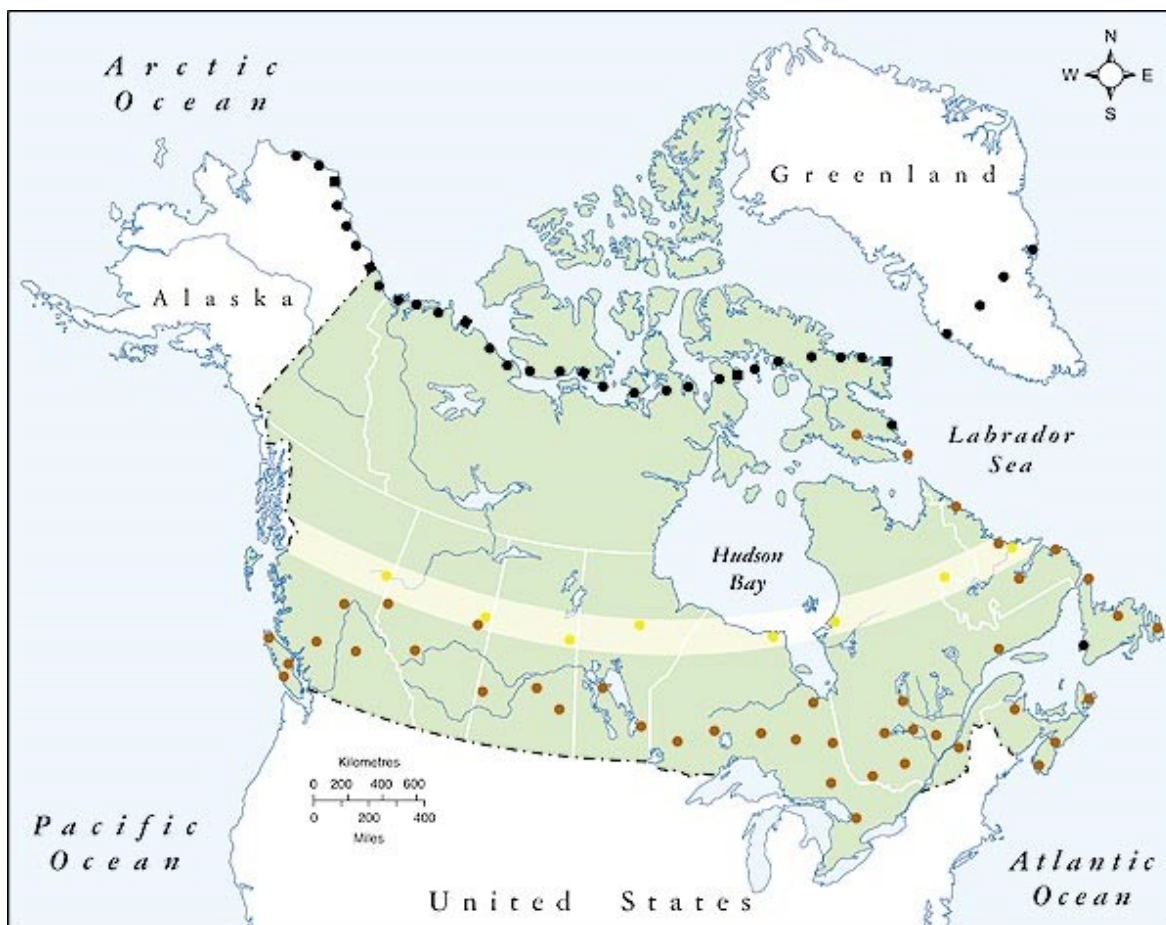 Arctic
Ocean
N
W E
S
Greenland
Alaska
Labrador
Sea
Hudson
Bay
Kilometres
0 200 400 600
0 200 400
Miles
Pacific
Ocean
Atlantic
Ocean
United States